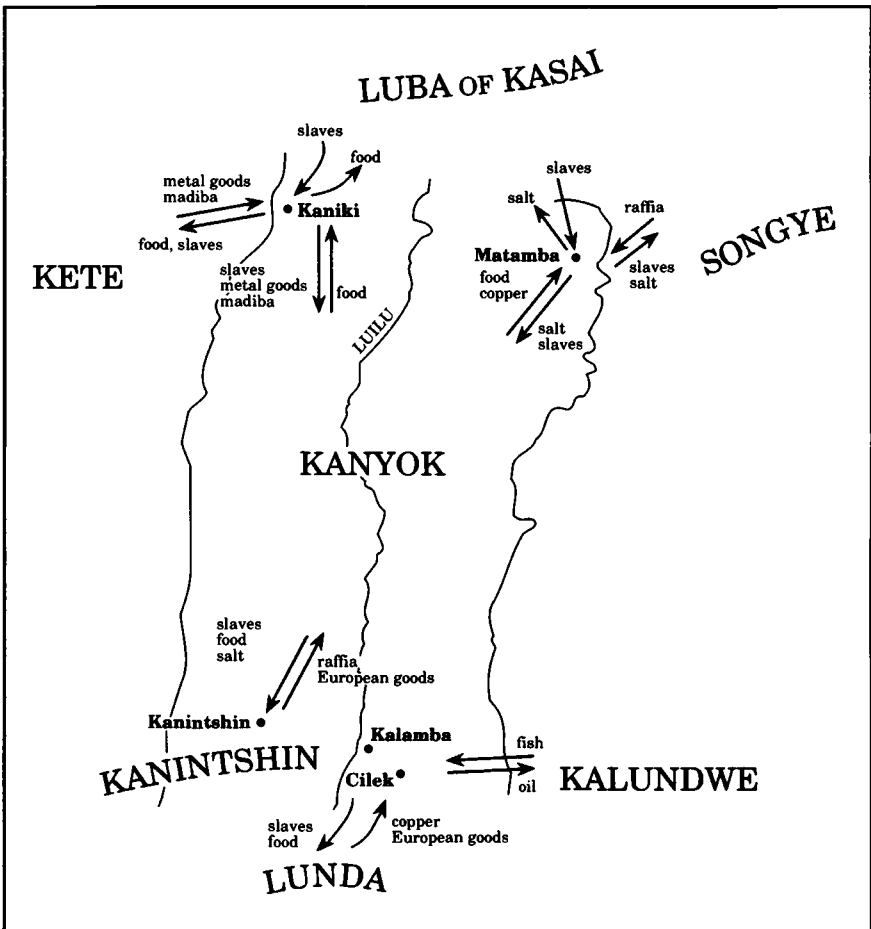 LUBA OF KASAI
slaves
food
metal goods
madiba
Kaniki
food, slaves
KETE
slaves
metal goods
madiba
food
slaves
salt
raffia
Matamba
SONGYE
food
copper
slaves
salt
salt
slaves
LUILU
KANYOK
slaves
food
salt
raffia
European goods
Kanintshin
KANINTSHIN
Kalamba
Cilek
fish
oil
KALUNDWE
slaves
food
copper
European goods
LUNDA